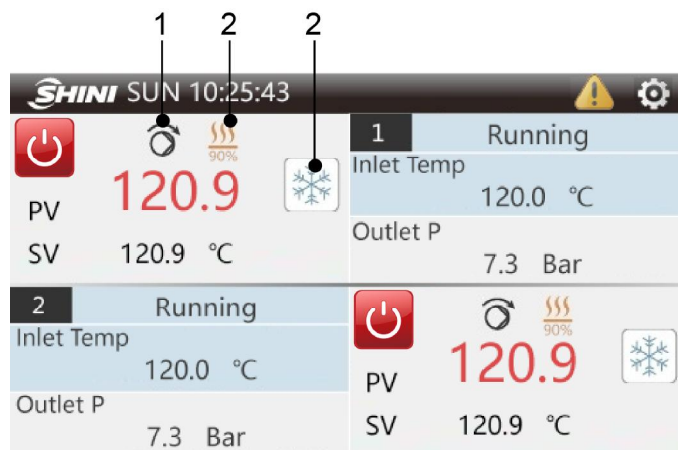 1 2 2
SHINI SUN 10:25:43
90%
120.9
PV
SV 120.9 ℃
1 Running
Inlet Temp
120.0 ℃
Outlet P
7.3 Bar
2 Running
Inlet Temp
120.0 ℃
Outlet P
7.3 Bar
90%
120.9
PV
SV 120.9 ℃